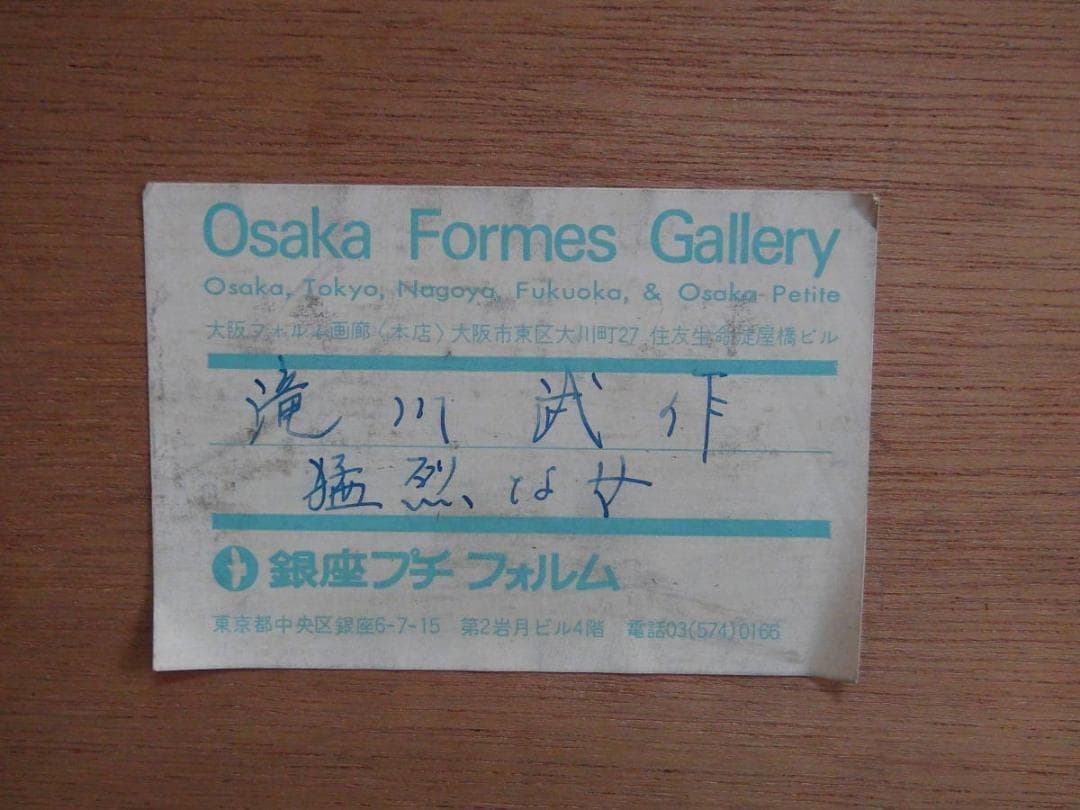 Osaka Formes Gallery
Osaka, Tokyo, Nagoya, Fukuoka, & Osaka Petite
大阪フォルム画廊〈本店〉大阪市東区大川町27 住友生命淀屋橋ビル
滝川 武作
猛烈な女
銀座プチフォルム
東京都中央区銀座6-7-15 第2岩月ビル4階 電話03(574)0166